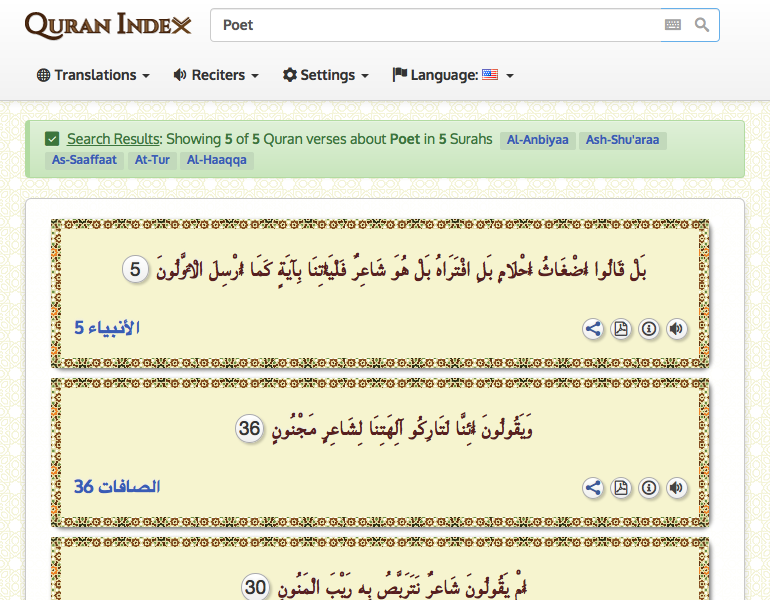 QURAN INDEX
Poet
Translations Reciters Settings Language:
Search Results: Showing 5 of 5 Quran verses about Poet in 5 Surahs Al-Anbiyaa Ash-Shu'araa
As-Saaffaat At-Tur Al-Haaqqa
بَلْ قَالُوا أَضْغَاثُ أَحْلَامٍ بَلِ افْتَرَاهُ بَلْ هُوَ شَاعِرٌ فَلْيَأْتِنَا بِآيَةٍ كَمَا أُرْسِلَ الْأَوَّلُونَ 5
الأنبياء 5
وَيَقُولُونَ أَئِنَّا لَتَارِكُو آلِهَتِنَا لِشَاعِرٍ مَجْنُونٍ 36
الصافات 36
أَمْ يَقُولُونَ شَاعِرٌ نَتَرَبَّصُ بِهِ رَيْبَ الْمَنُونِ 30